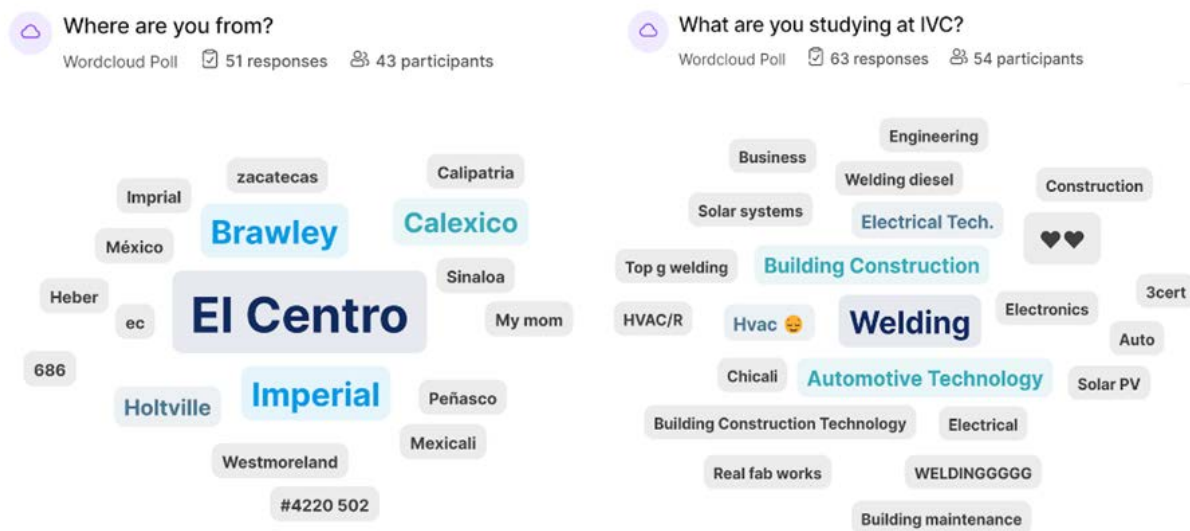 Where are you from?
Wordcloud Poll 51 responses 43 participants
zacatecas
Calipatria
Imprial
Brawley
Calexico
México
Sinaloa
Heber
ec
El Centro
My mom
686
Holtville
Imperial
Peñasco
Mexicali
Westmoreland
#4220 502
What are you studying at IVC?
Wordcloud Poll 63 responses 54 participants
Engineering
Business
Welding diesel
Construction
Solar systems
Electrical Tech.
♥♥
Top g welding
Building Construction
3cert
HVAC/R
Hvac 😔
Welding
Electronics
Auto
Chicali
Automotive Technology
Solar PV
Building Construction Technology
Electrical
Real fab works
WELDINGGGGG
Building maintenance